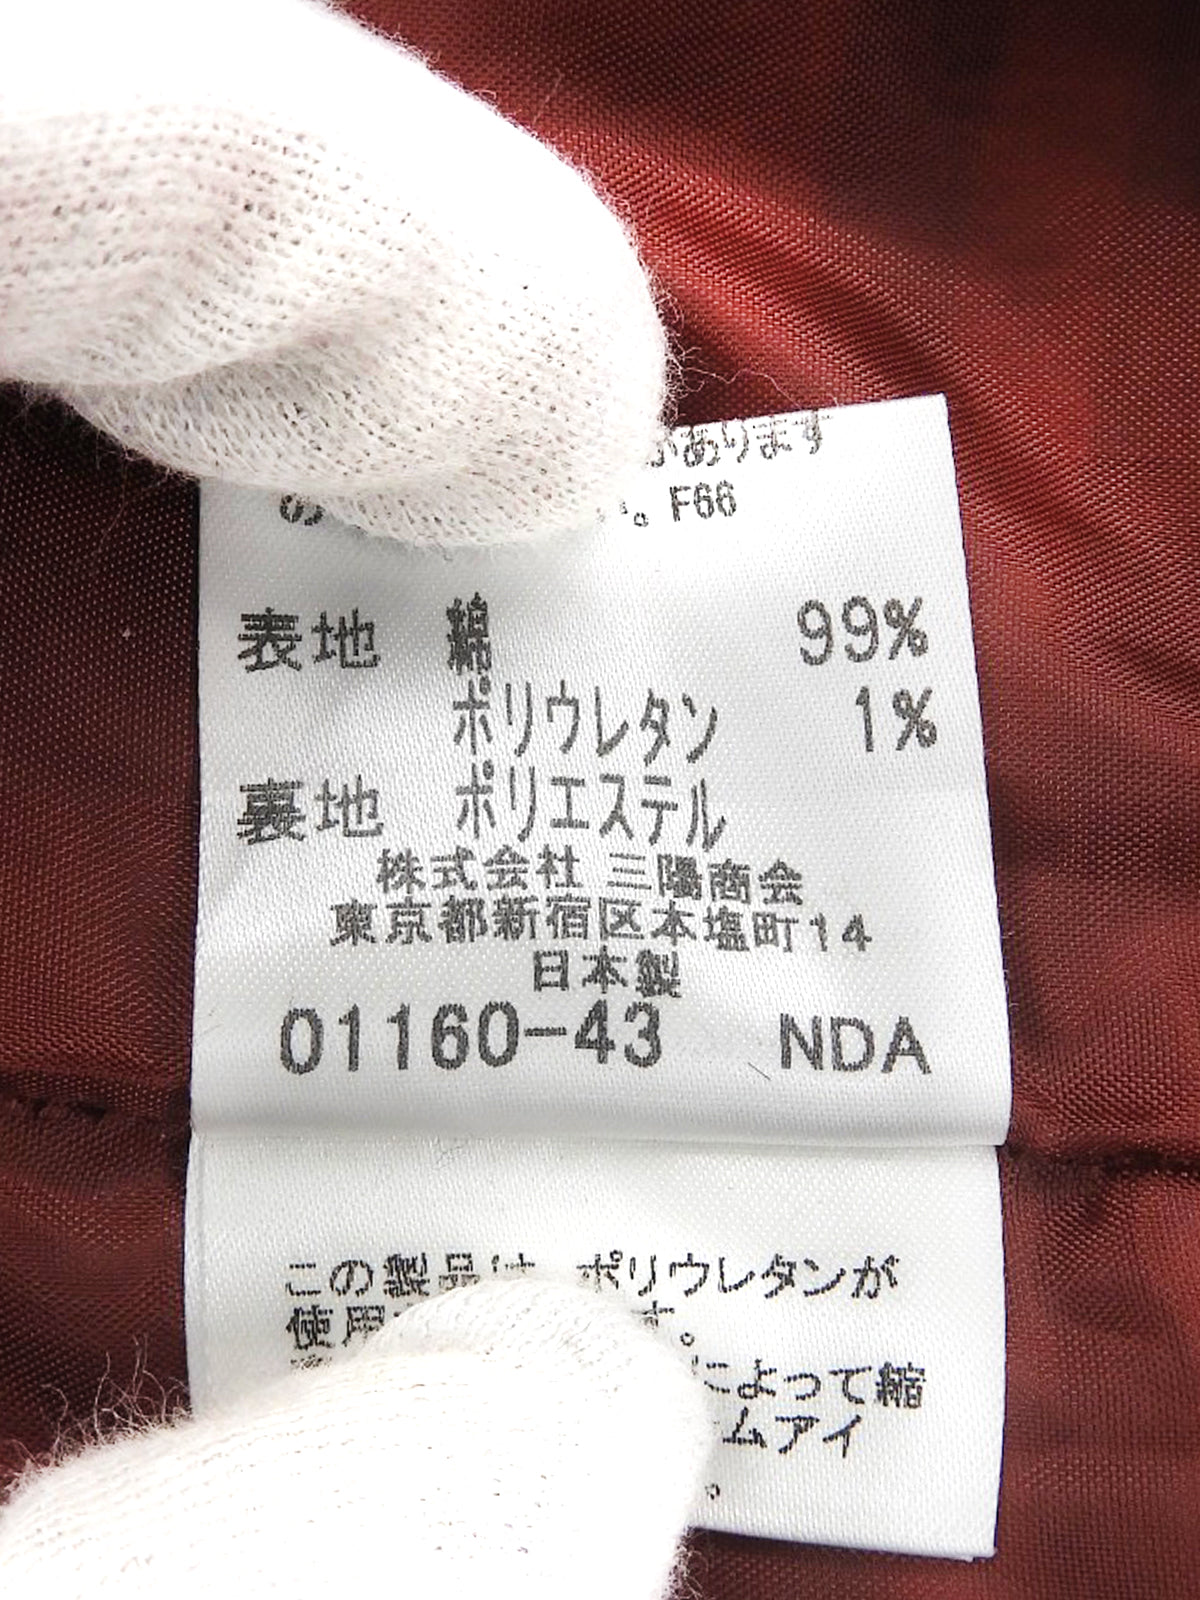 があります
の 。F66
表地 綿 99%
ポリウレタン 1%
裏地 ポリエステル
株式会社 三陽商会
東京都新宿区本塩町14
日本製
01160-43 NDA
この製品は ポリウレタンが
使用 す。
によって縮
ムアイ
。